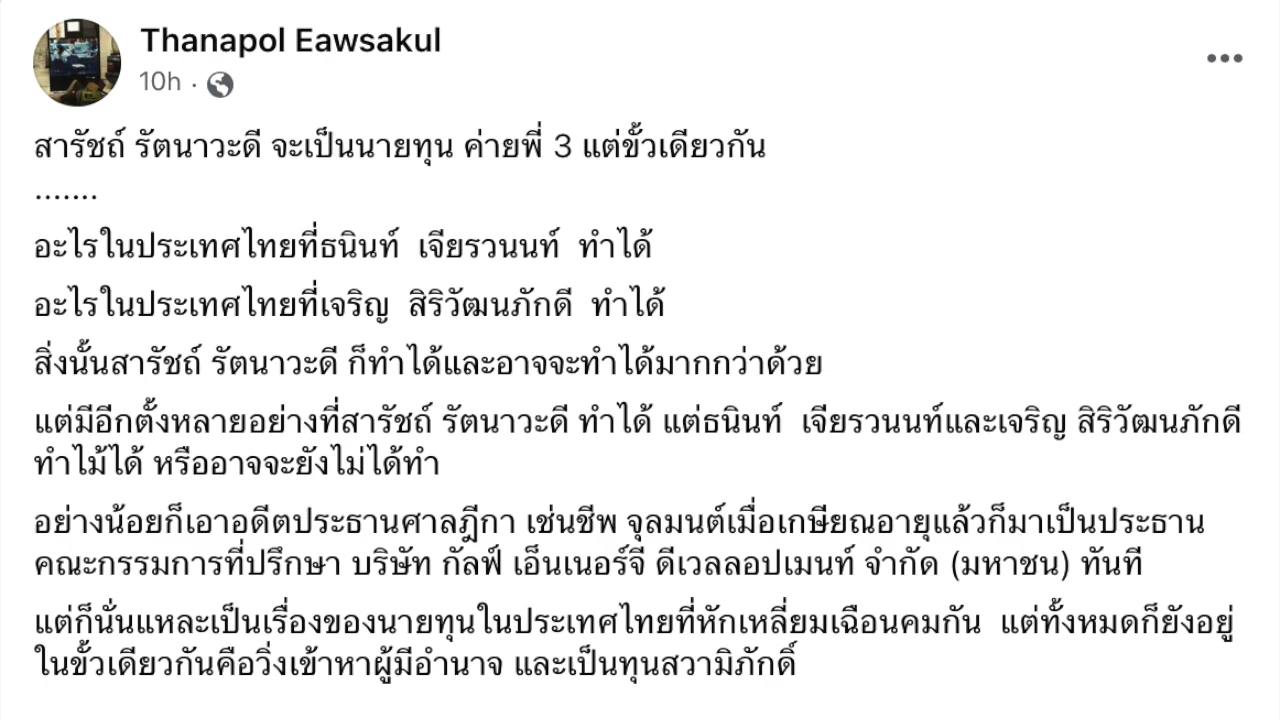 Thanapol Eawsakul
10h ·
สารัชถ์ รัตนาวะดี จะเป็นนายทุน ค่ายพี่ 3 แต่ขั้วเดียวกัน
.......
อะไรในประเทศไทยที่ธนินท์  เจียรวนนท์  ทำได้
อะไรในประเทศไทยที่เจริญ  สิริวัฒนภักดี  ทำได้
สิ่งนั้นสารัชถ์ รัตนาวะดี ก็ทำได้และอาจจะทำได้มากกว่าด้วย
แต่มีอีกตั้งหลายอย่างที่สารัชถ์ รัตนาวะดี ทำได้ แต่ธนินท์  เจียรวนนท์และเจริญ สิริวัฒนภักดี
ทำไม้ได้ หรืออาจจะยังไม่ได้ทำ
อย่างน้อยก็เอาอดีตประธานศาลฎีกา เช่นชีพ จุลมนต์เมื่อเกษียณอายุแล้วก็มาเป็นประธาน
คณะกรรมการที่ปรึกษา บริษัท กัลฟ์ เอ็นเนอร์จี ดีเวลลอปเมนท์ จำกัด (มหาชน) ทันที
แต่ก็นั่นแหละเป็นเรื่องของนายทุนในประเทศไทยที่หักเหลี่ยมเฉือนคมกัน  แต่ทั้งหมดก็ยังอยู่
ในขั้วเดียวกันคือวิ่งเข้าหาผู้มีอำนาจ และเป็นทุนสวามิภักดิ์